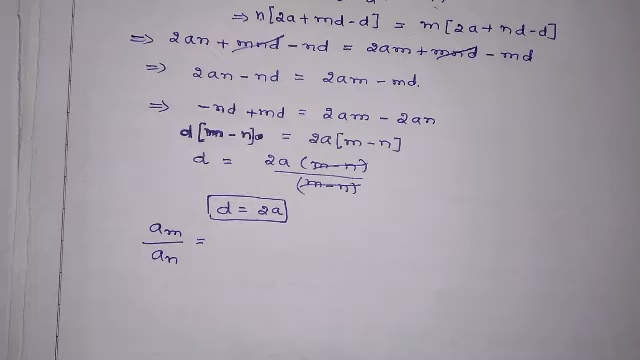 ⇒ n[2a + md - d] = m[2a + nd - d]
⇒ 2an + mnd - nd = 2am + mnd - md
⇒ 2an - nd = 2am - md.
⇒ -nd + md = 2am - 2an
d[m - n] = 2a[m - n]
d = 2a (m - n) / (m - n)
d = 2a
am / an =